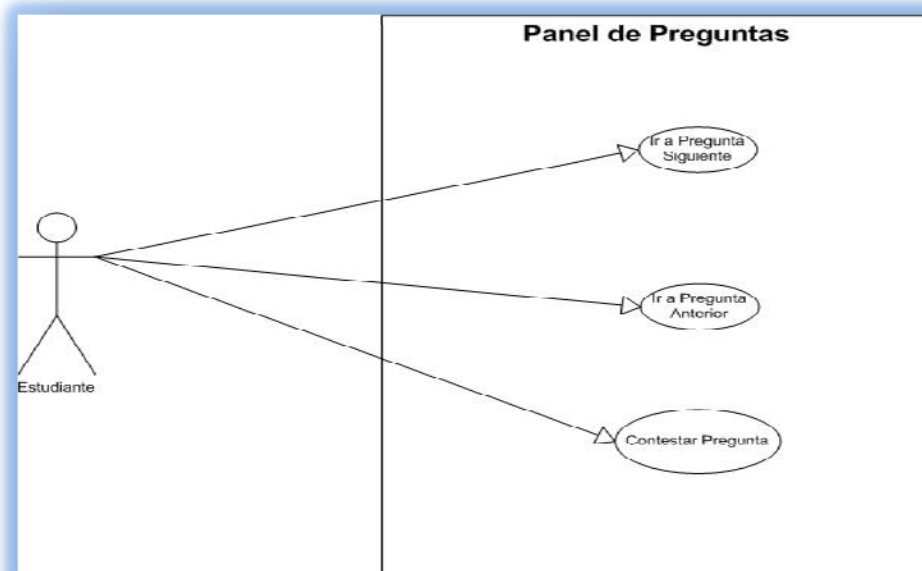 Panel de Preguntas
Ir a Pregunta
Siguiente
Ir a Pregunta
Anterior
Estudiante
Contestar Pregunta